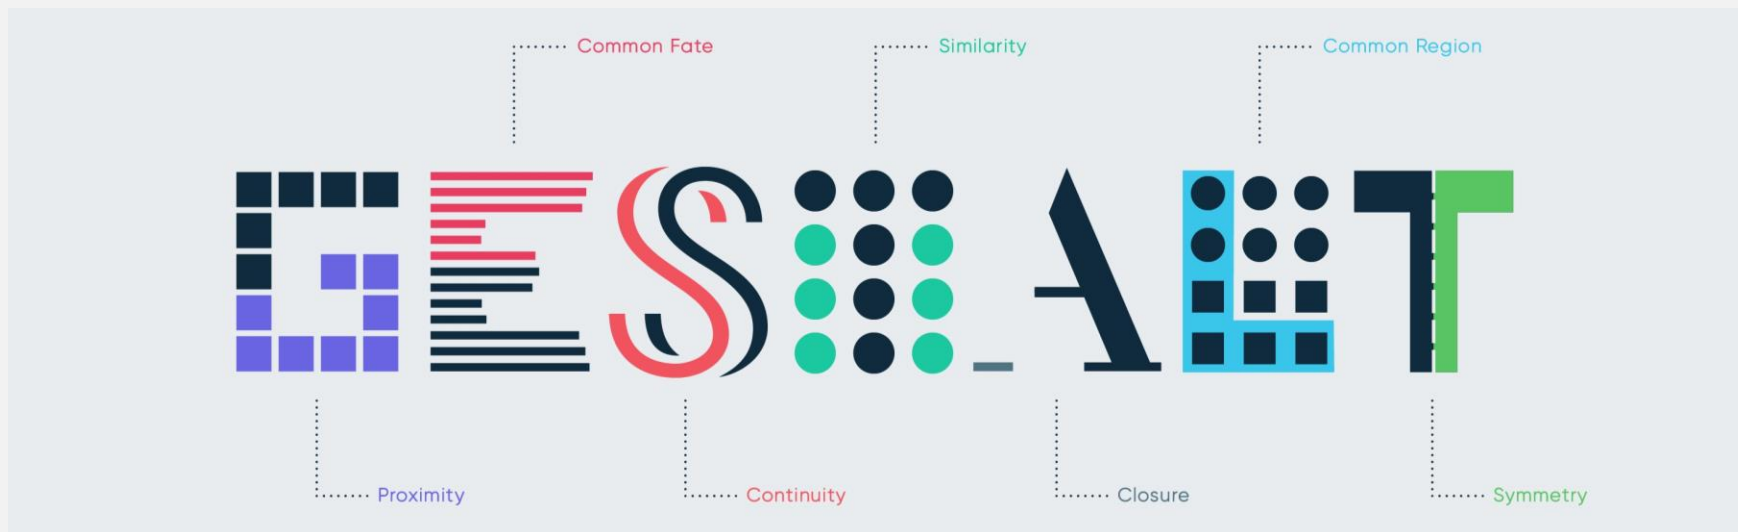 Common Fate
Similarity
Common Region
GESTALT
Proximity
Continuity
Closure
Symmetry